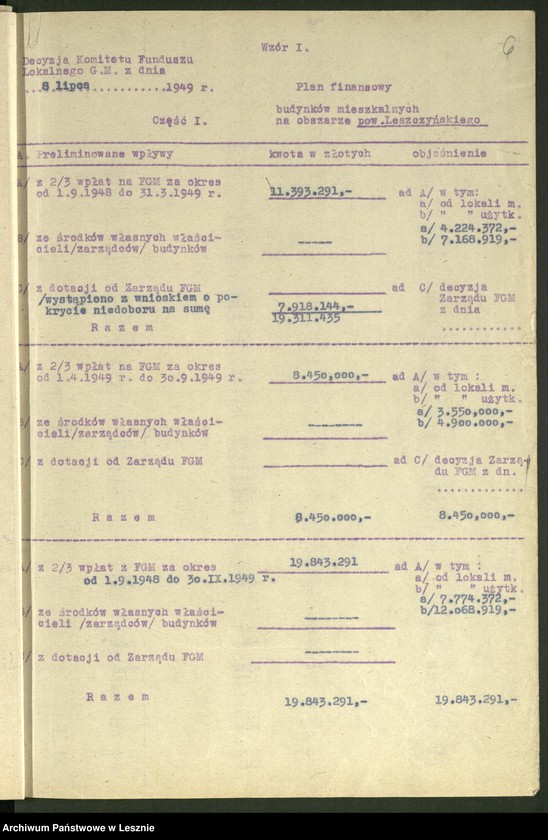 Wzór I.
6
Decyzja Komitetu Funduszu
Lokalnego G.M. z dnia
...8 lipca............1949 r.
Plan finansowy
budynków mieszkalnych
Część I.
na obszarze pow.Leszczyńskiego
A. Preliminowane wpływy kwota w złotych objaśnienie
A/ z 2/3 wpłat na FGM za okres
od 1.9.1948 do 31.3.1949 r.
11.393.291,-
ad A/ w tym:
a/ od lokali m.
b/ " " użytk.
a/ 4.224.372,-
b/ 7.168.919,-
B/ ze środków własnych właści-
cieli/zarządców/ budynków
-----
C/ z dotacji od Zarządu FGM
/wystąpiono z wnioskiem o po-
krycie niedoboru na sumę
7.918.144,-
ad C/ decyzja
Zarządu FGM
z dnia
............
R a z e m
19.311.435
A/ z 2/3 wpłat na FGM za okres
od 1.4.1949 r. do 30.9.1949 r.
8.450,000,-
ad A/ w tym :
a/ od lokali m.
b/ " " użytk.
a/ 3.550,000,-
b/ 4.900.000,-
B/ ze środków własnych właści-
cieli/zarządców/ budynków
--------
C/ z dotacji od Zarządu FGM
ad C/ decyzja Zarzą-
du FGM z dn.
.............
R a z e m 8.450.000,- 8.450,000,-
A/ z 2/3 wpłat z FGM za okres
od 1.9.1948 do 30.IX.1949 r.
19.843.291
ad A/ w tym :
a/ od lokali m.
b/ " " użytk.
a/ 7.774.372,-
b/12.068.919,-
B/ ze środków własnych właści-
cieli /zarządców/ budynków
--------
/ z dotacji od Zarządu FGM
--------
R a z e m 19.843.291,- 19.843.291,-
Archiwum Państwowe w Lesznie